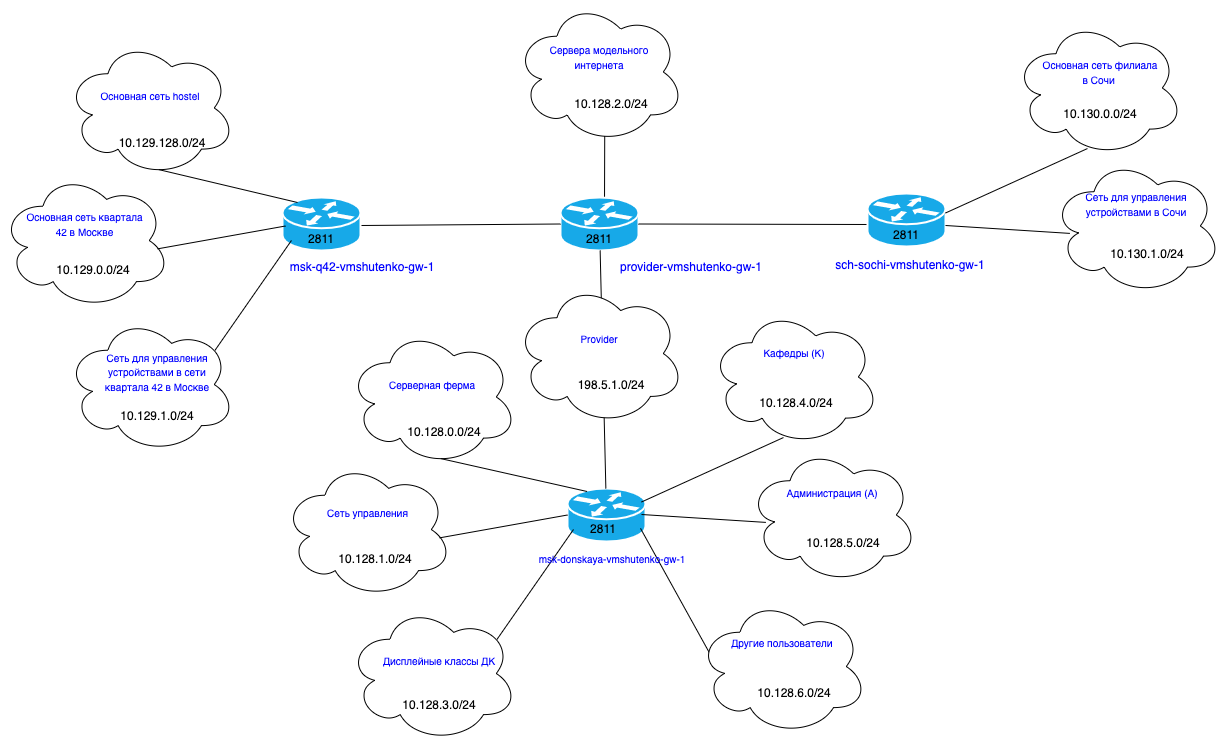 Сервера модельного
интернета
10.128.2.0/24
Основная сеть филиала
в Сочи
10.130.0.0/24
Основная сеть hostel
10.129.128.0/24
Основная сеть квартала
42 в Москве
10.129.0.0/24
Сеть для управления
устройствами в Сочи
10.130.1.0/24
2811
msk-q42-vmshutenko-gw-1
2811
provider-vmshutenko-gw-1
2811
sch-sochi-vmshutenko-gw-1
Сеть для управления
устройствами в сети
квартала 42 в Москве
10.129.1.0/24
Provider
198.5.1.0/24
Кафедры (К)
10.128.4.0/24
Серверная ферма
10.128.0.0/24
Сеть управления
10.128.1.0/24
Администрация (А)
10.128.5.0/24
2811
msk-donskaya-vmshutenko-gw-1
Дисплейные классы ДК
10.128.3.0/24
Другие пользователи
10.128.6.0/24